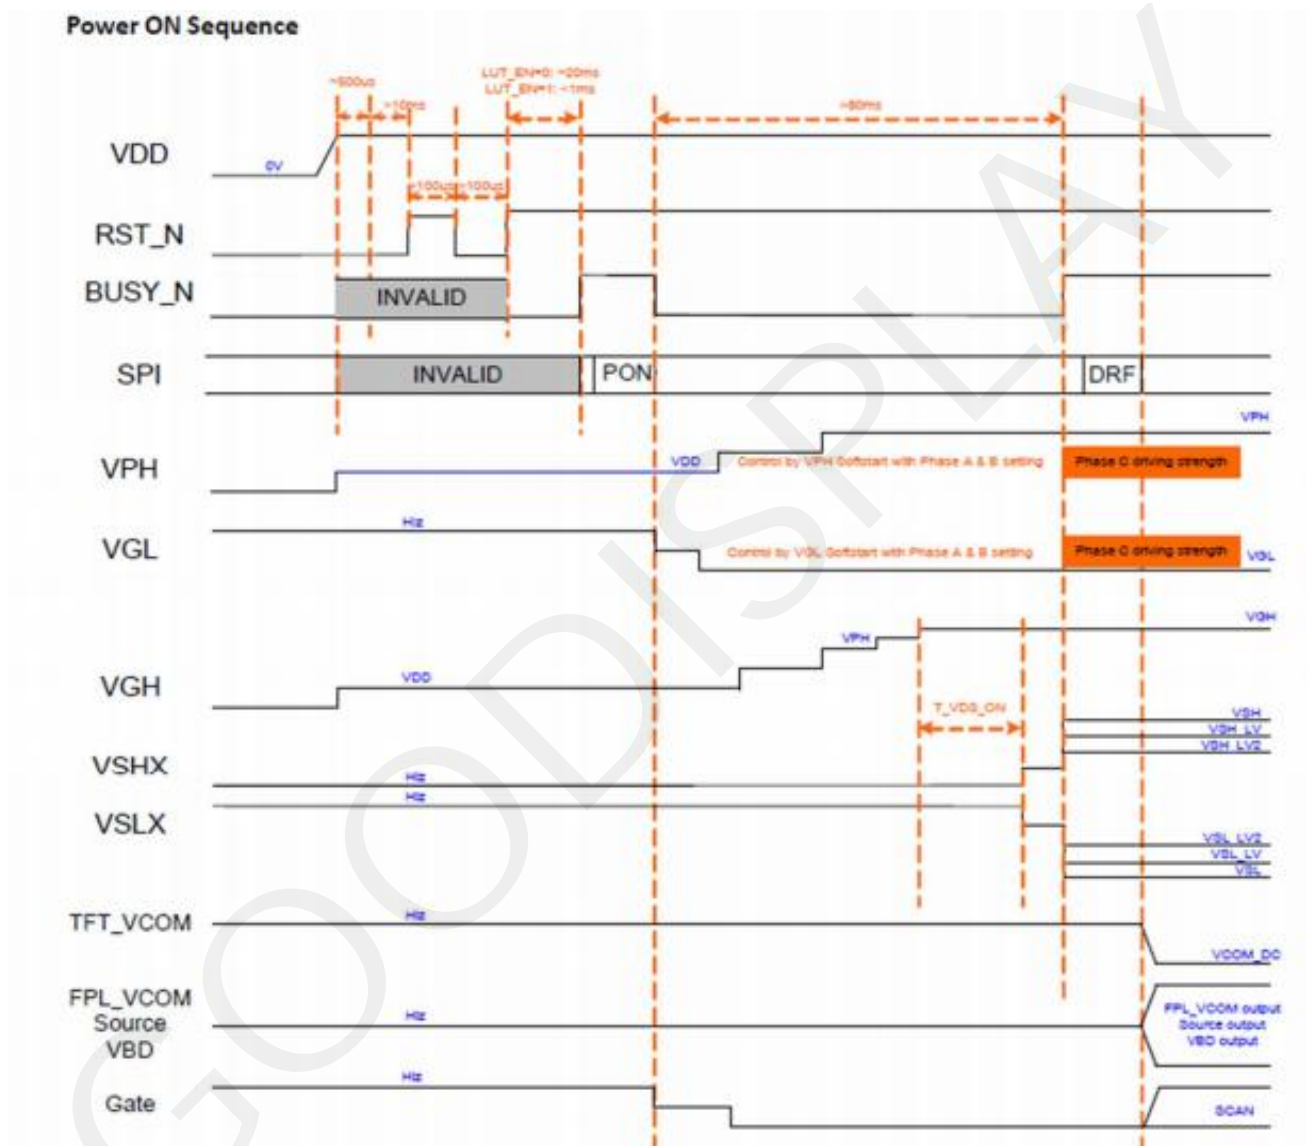 Power ON Sequence
~500us
>10ms
LUT_EN=0: ~20ms
LUT_EN=1: <1ms
~80ms
VDD
0V
~100us
~100us
RST_N
BUSY_N
INVALID
SPI
INVALID
PON
DRF
VPH
VPH
VDD
Control by VPH Softstart with Phase A & B setting
Phase C driving strength
Hiz
VGL
Control by VGL Softstart with Phase A & B setting
Phase C driving strength
VGL
VGH
VPH
VGH
VDD
T_VDS_ON
VSH
VSH_LV
VSH_LV2
VSHX
Hiz
Hiz
VSLX
VSL_LV2
VSL_LV
VSL
TFT_VCOM
Hiz
VCOM_DC
FPL_VCOM
Source
VBD
Hiz
FPL_VCOM output
Source output
VBD output
Hiz
Gate
SCAN
GOODISPLAY